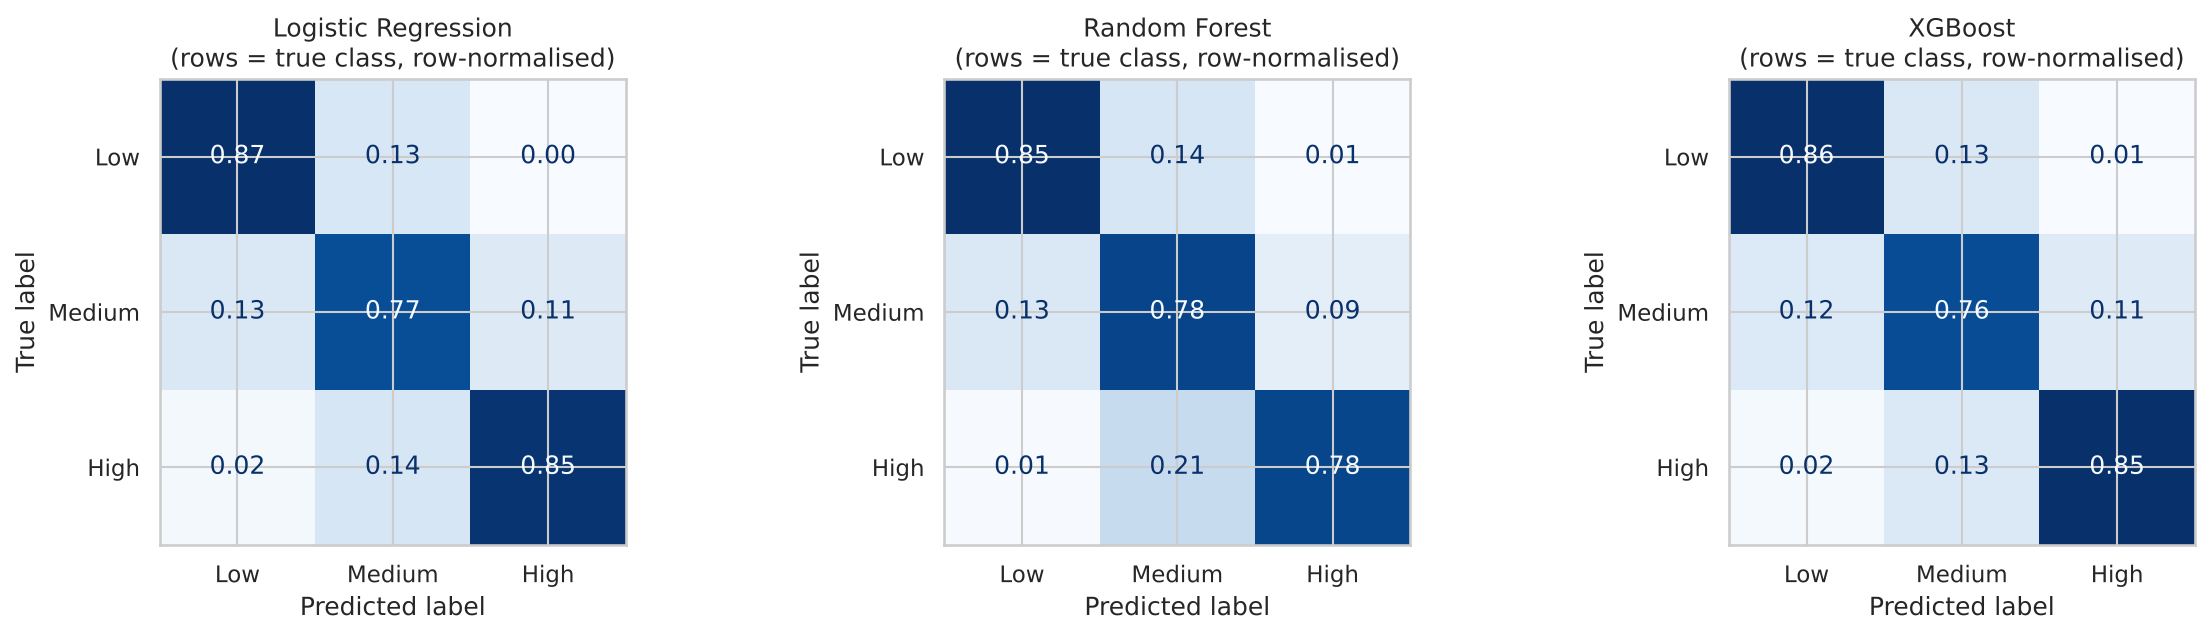 Logistic Regression
(rows = true class, row-normalised)
True label
Low
0.87 0.13 0.00
Medium
0.13 0.77 0.11
High
0.02 0.14 0.85
Low Medium High
Predicted label
Random Forest
(rows = true class, row-normalised)
True label
Low
0.85 0.14 0.01
Medium
0.13 0.78 0.09
High
0.01 0.21 0.78
Low Medium High
Predicted label
XGBoost
(rows = true class, row-normalised)
True label
Low
0.86 0.13 0.01
Medium
0.12 0.76 0.11
High
0.02 0.13 0.85
Low Medium High
Predicted label